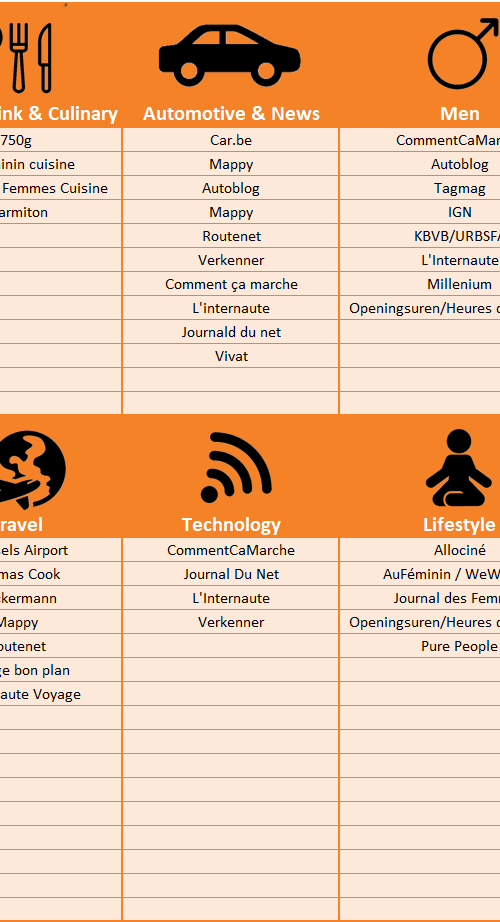 ink & Culinary Automotive & News Men
750g Car.be CommentCaMar
inin cuisine Mappy Autoblog
Femmes Cuisine Autoblog Tagmag
armiton Mappy IGN
Routenet KBVB/URBSFA
Verkenner L'Internaute
Comment ça marche Millenium
L'internaute Openingsuren/Heures
Journald du net
Vivat
ravel Technology Lifestyle
els Airport CommentCaMarche Allociné
mas Cook Journal Du Net AuFéminin / WeW
kermann L'Internaute Journal des Fem
Mappy Verkenner Openingsuren/Heures
outenet Pure People
ge bon plan
aute Voyage